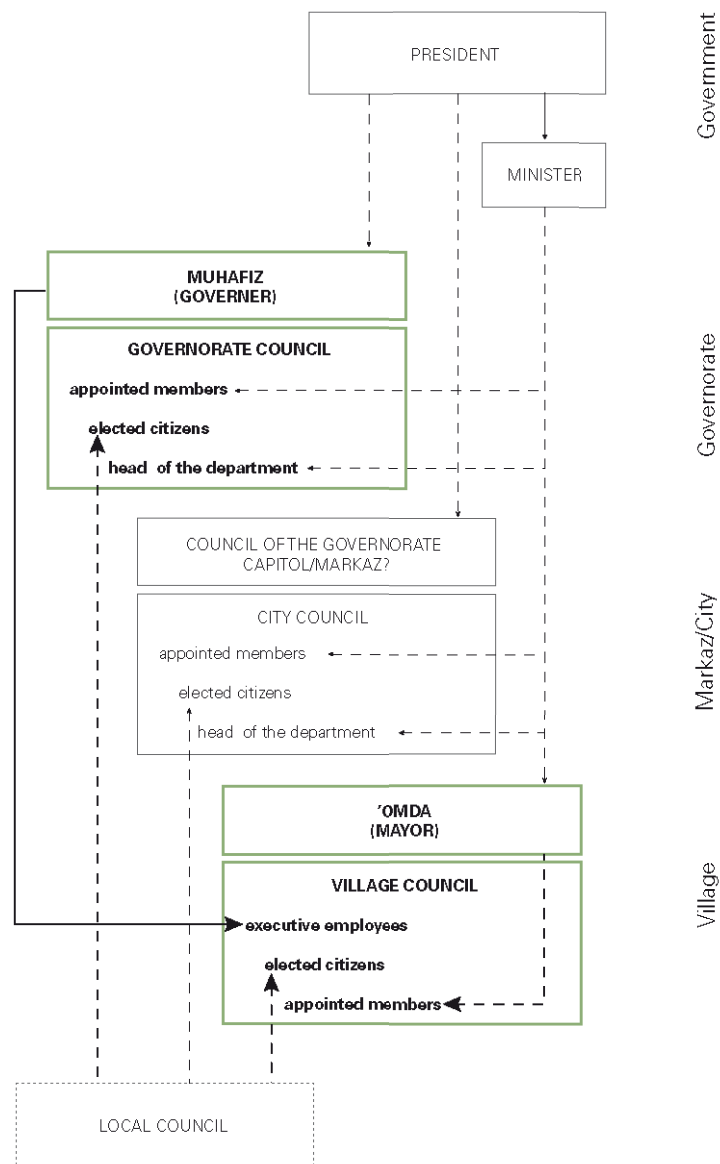 PRESIDENT
Government
MINISTER
MUHAFIZ
(GOVERNER)
GOVERNORATE COUNCIL
appointed members
elected citizens
head of the department
Governorate
COUNCIL OF THE GOVERNORATE
CAPITOL/MARKAZ?
CITY COUNCIL
appointed members
elected citizens
head of the department
Markaz/City
'OMDA
(MAYOR)
VILLAGE COUNCIL
executive employees
elected citizens
appointed members
Village
LOCAL COUNCIL